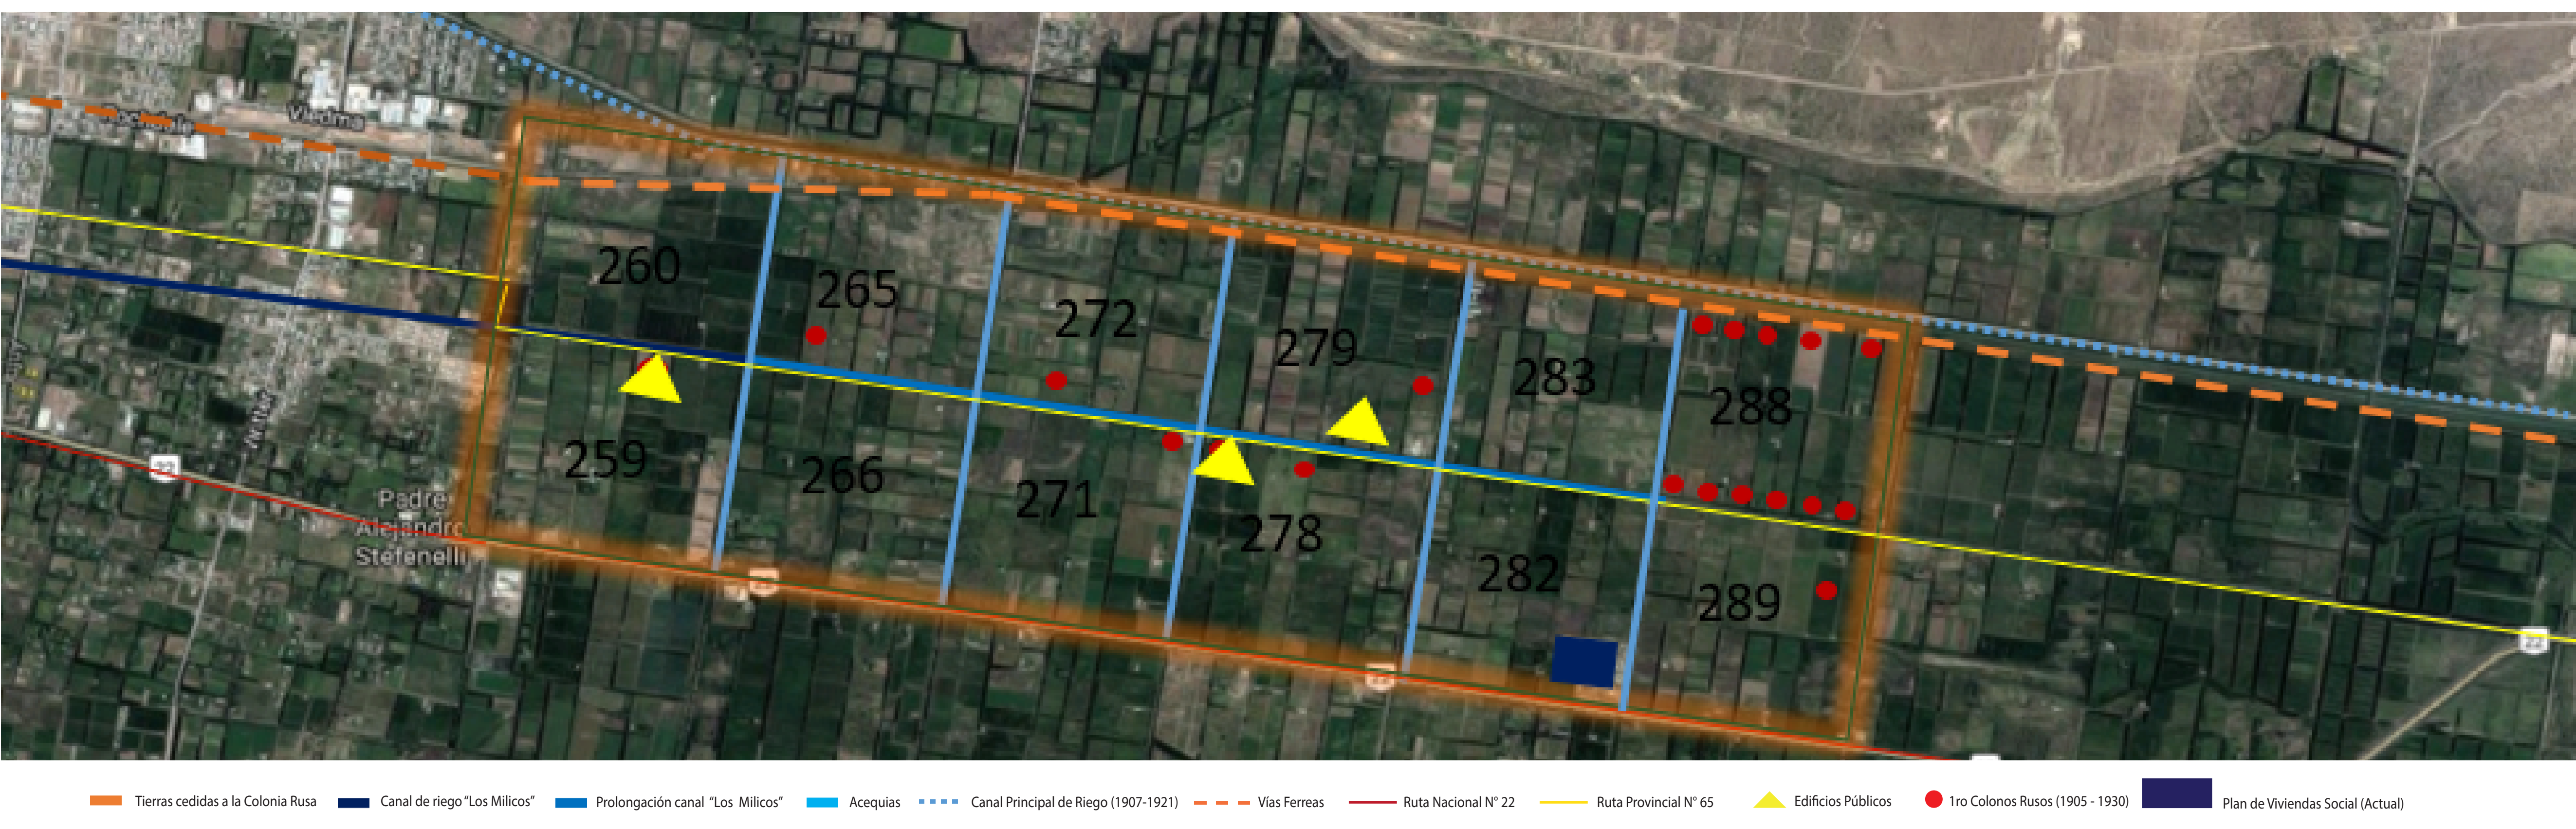 Viedma
22
Padre
Alejandro
Stefenelli
260
265
272
279
283
288
259
266
271
278
282
289
22
22
22
Tierras cedidas a la Colonia Rusa
Canal de riego “Los Milicos”
Prolongación canal “Los Milicos”
Acequias
Canal Principal de Riego (1907-1921)
Vías Ferreas
Ruta Nacional N° 22
Ruta Provincial N° 65
Edificios Públicos
1ro Colonos Rusos (1905 - 1930)
Plan de Viviendas Social (Actual)